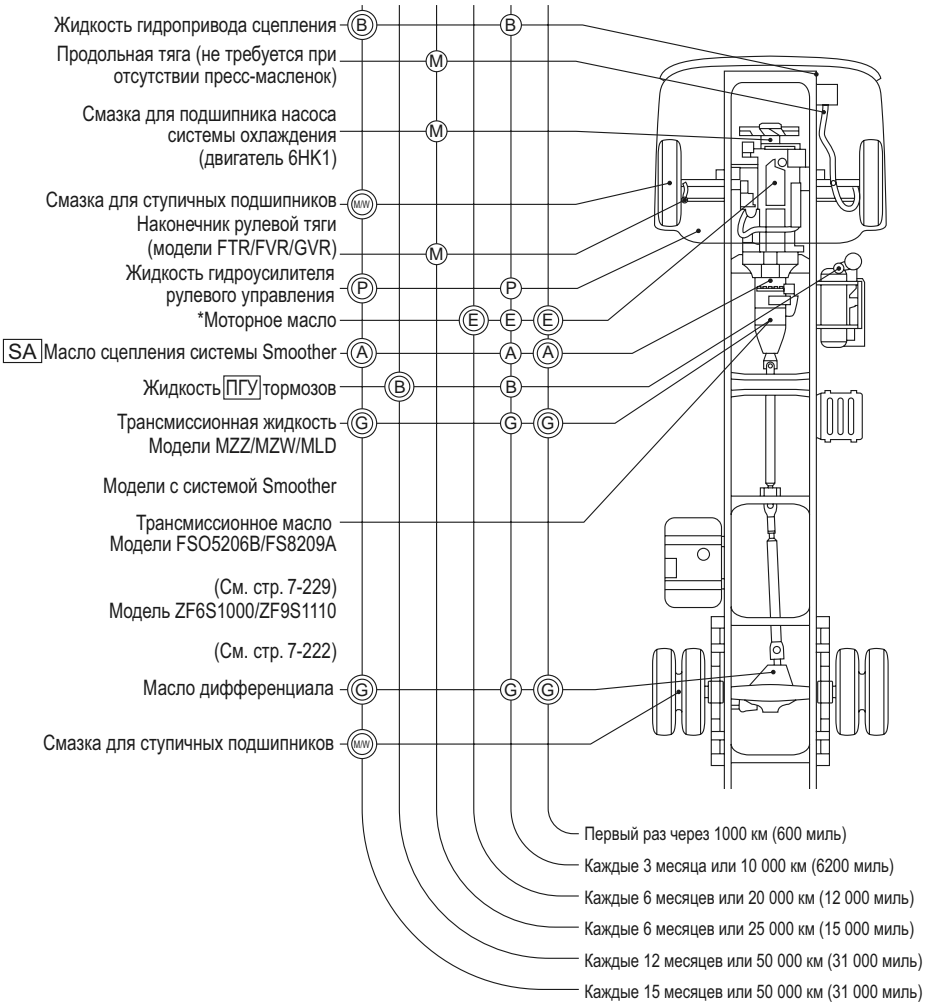 Жидкость гидропривода сцепления B B
Продольная тяга (не требуется при
отсутствии пресс-масленок) M
Смазка для подшипника насоса
системы охлаждения M
(двигатель 6HK1)
Смазка для ступичных подшипников M/W
Наконечник рулевой тяги
(модели FTR/FVR/GVR) M
Жидкость гидроусилителя
рулевого управления P P
*Моторное масло E E E
SA Масло сцепления системы Smoother A A A
Жидкость ПГУ тормозов B B
Трансмиссионная жидкость G G G
Модели MZZ/MZW/MLD
Модели с системой Smoother
Трансмиссионное масло
Модели FSO5206B/FS8209A
(См. стр. 7-229)
Модель ZF6S1000/ZF9S1110
(См. стр. 7-222)
Масло дифференциала G G G
Смазка для ступичных подшипников M/W
Первый раз через 1000 км (600 миль)
Каждые 3 месяца или 10 000 км (6200 миль)
Каждые 6 месяцев или 20 000 км (12 000 миль)
Каждые 6 месяцев или 25 000 км (15 000 миль)
Каждые 12 месяцев или 50 000 км (31 000 миль)
Каждые 15 месяцев или 50 000 км (31 000 миль)